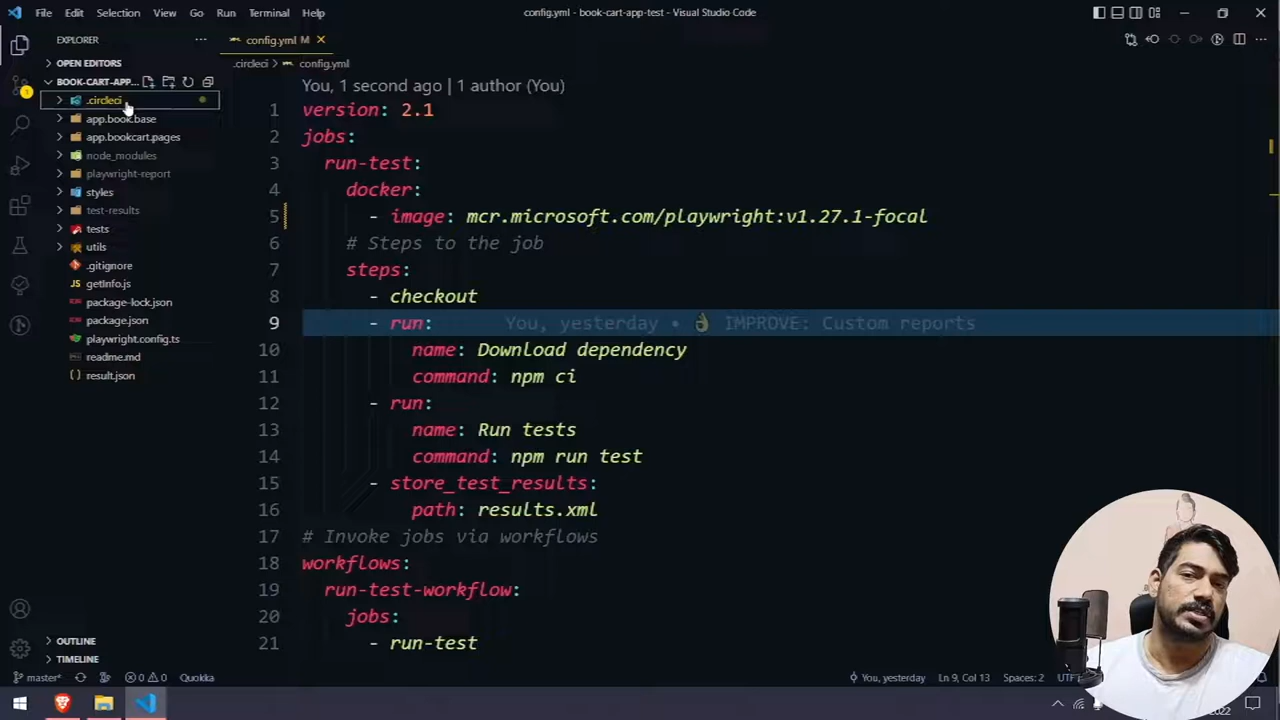 File Edit Selection View Go Run Terminal Help
config.yml - book-cart-app-test - Visual Studio Code
EXPLORER
config.yml M
OPEN EDITORS
.circleci > config.yml
BOOK-CART-APP...
You, 1 second ago | 1 author (You)
.circleci
app.book.base
app.bookcart.pages
node_modules
playwright-report
styles
test-results
tests
utils
.gitignore
JS getInfo.js
package-lock.json
package.json
playwright.config.ts
readme.md
{} result.json
1 version: 2.1
2 jobs:
3 run-test:
4 docker:
5 - image: mcr.microsoft.com/playwright:v1.27.1-focal
6 # Steps to the job
7 steps:
8 - checkout
9 - run: You, yesterday • 👌 IMPROVE: Custom reports
10 name: Download dependency
11 command: npm ci
12 - run:
13 name: Run tests
14 command: npm run test
15 - store_test_results:
16 path: results.xml
17 # Invoke jobs via workflows
18 workflows:
19 run-test-workflow:
20 jobs:
21 - run-test
1
OUTLINE
TIMELINE
master* 0 0 Quokka
You, yesterday Ln 9, Col 13 Spaces: 2
2022